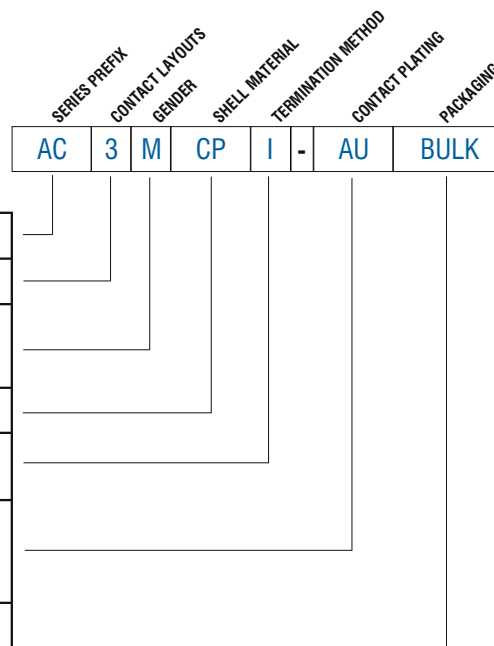 SERIES PREFIX
CONTACT LAYOUTS
GENDER
SHELL MATERIAL
TERMINATION METHOD
CONTACT PLATING
PACKAGING
AC 3 M CP I - AU BULK